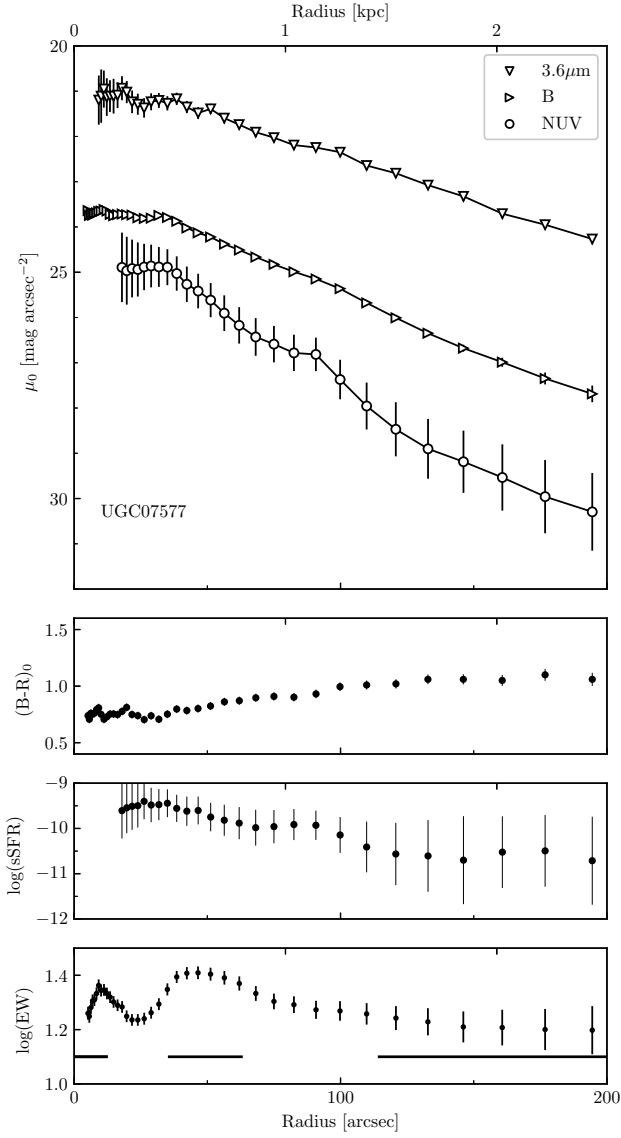 Radius [kpc]
0 1 2
20
25
30
μ₀ [mag arcsec⁻²]
3.6μm
B
NUV
UGC07577
1.5
1.0
0.5
(B-R)₀
−9
−10
−11
−12
log(sSFR)
1.4
1.2
1.0
log(EW)
0 100 200
Radius [arcsec]